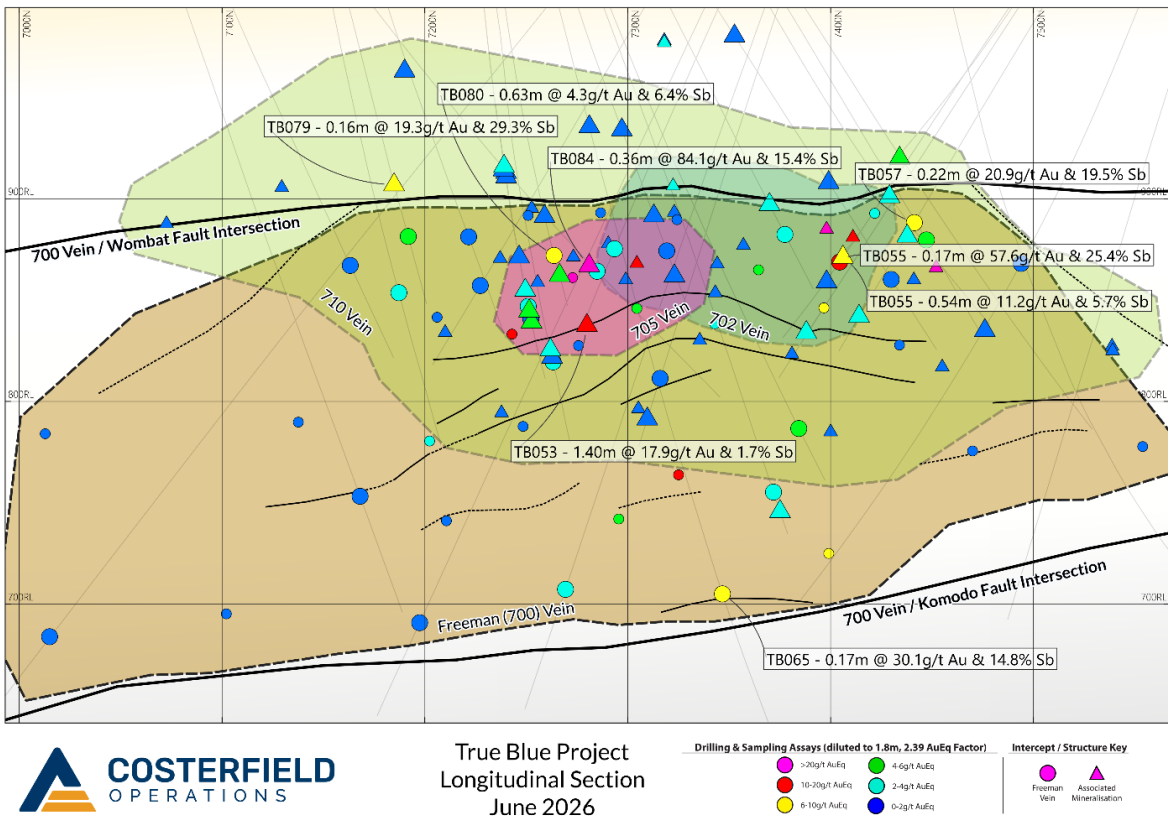 7000N
7100N
7200N
7300N
7400N
7500N
TB080 - 0.63m @ 4.3g/t Au & 6.4% Sb
TB079 - 0.16m @ 19.3g/t Au & 29.3% Sb
TB084 - 0.36m @ 84.1g/t Au & 15.4% Sb
TB057 - 0.22m @ 20.9g/t Au & 19.5% Sb
900RL
900RL
700 Vein / Wombat Fault Intersection
TB055 - 0.17m @ 57.6g/t Au & 25.4% Sb
TB055 - 0.54m @ 11.2g/t Au & 5.7% Sb
710 Vein
705 Vein
702 Vein
800RL
800RL
TB053 - 1.40m @ 17.9g/t Au & 1.7% Sb
700RL
700RL
Freeman (700) Vein
700 Vein / Komodo Fault Intersection
TB065 - 0.17m @ 30.1g/t Au & 14.8% Sb
COSTERFIELD
OPERATIONS
True Blue Project
Longitudinal Section
June 2026
Drilling & Sampling Assays (diluted to 1.8m, 2.39 AuEq Factor)
>20g/t AuEq
4-6g/t AuEq
10-20g/t AuEq
2-4g/t AuEq
6-10g/t AuEq
0-2g/t AuEq
Intercept / Structure Key
Freeman
Vein
Associated
Mineralisation